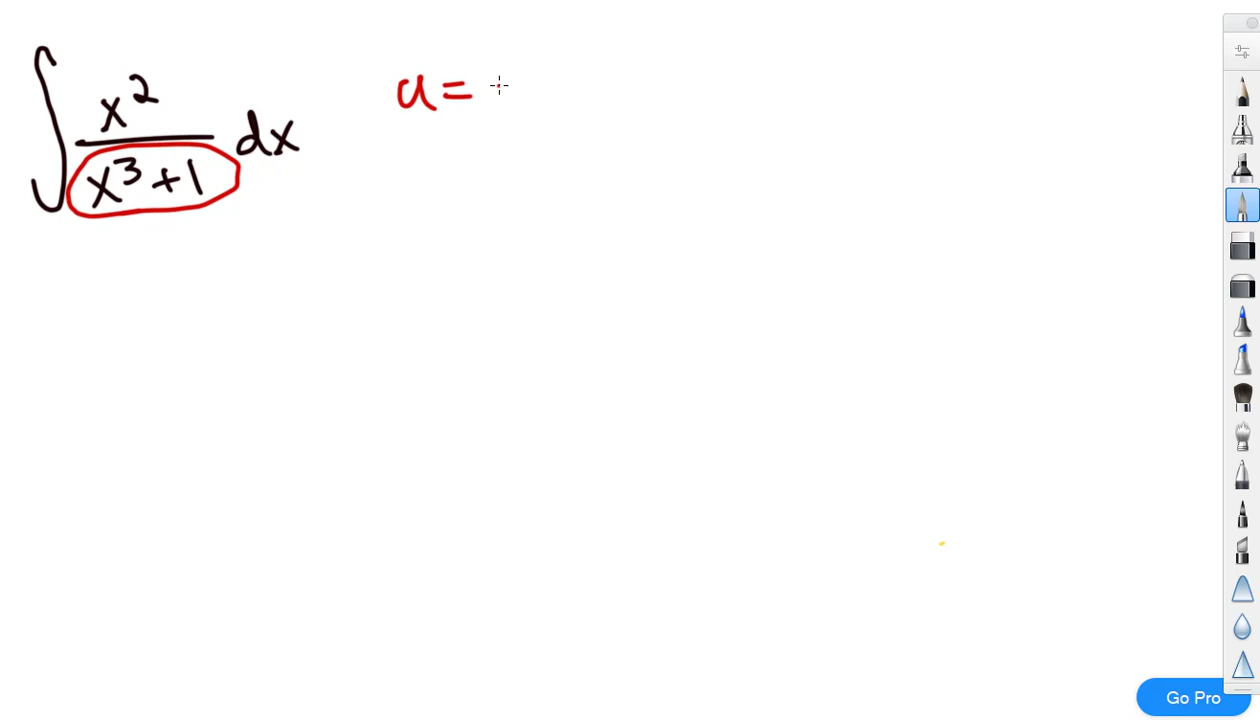 ∫ x²/(x³+1) dx
u =
Go Pro